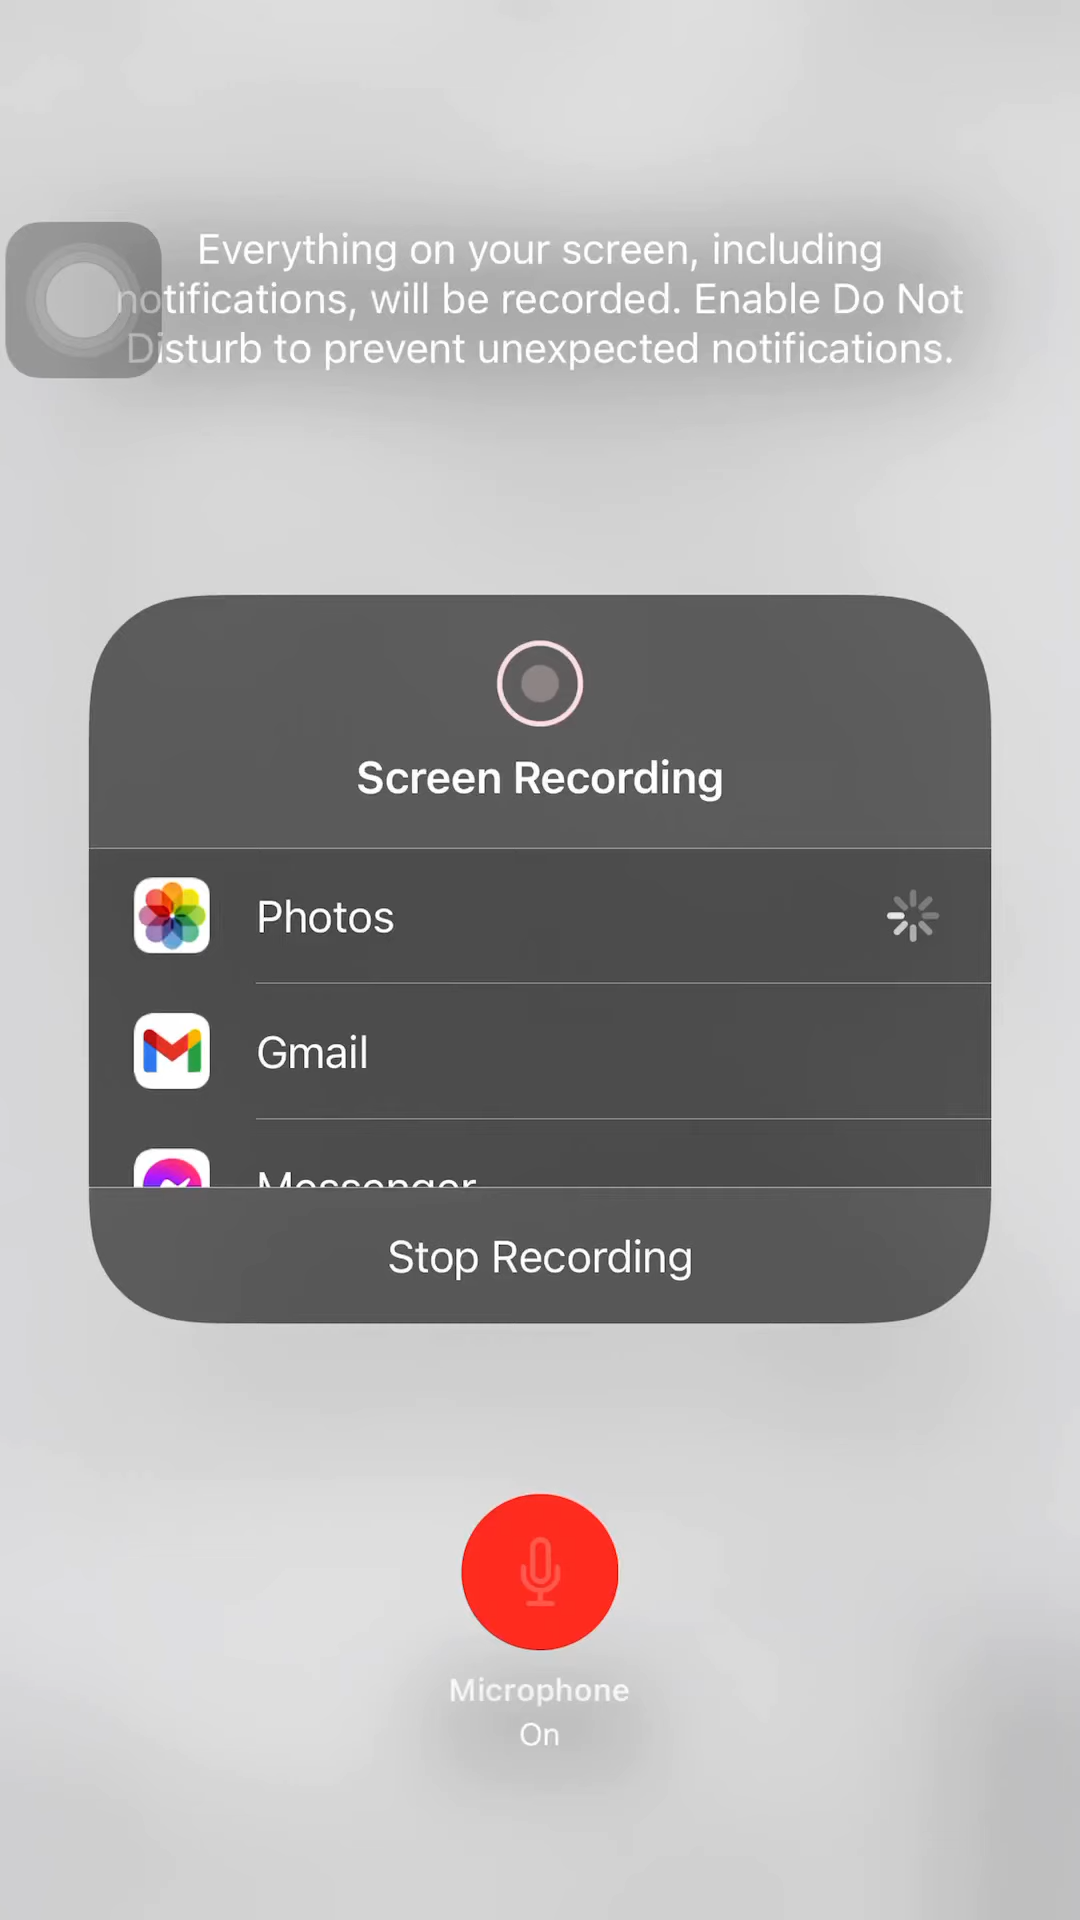 Everything on your screen, including
notifications, will be recorded. Enable Do Not
Disturb to prevent unexpected notifications.
Screen Recording
Photos
Gmail
Messenger
Stop Recording
Microphone
On